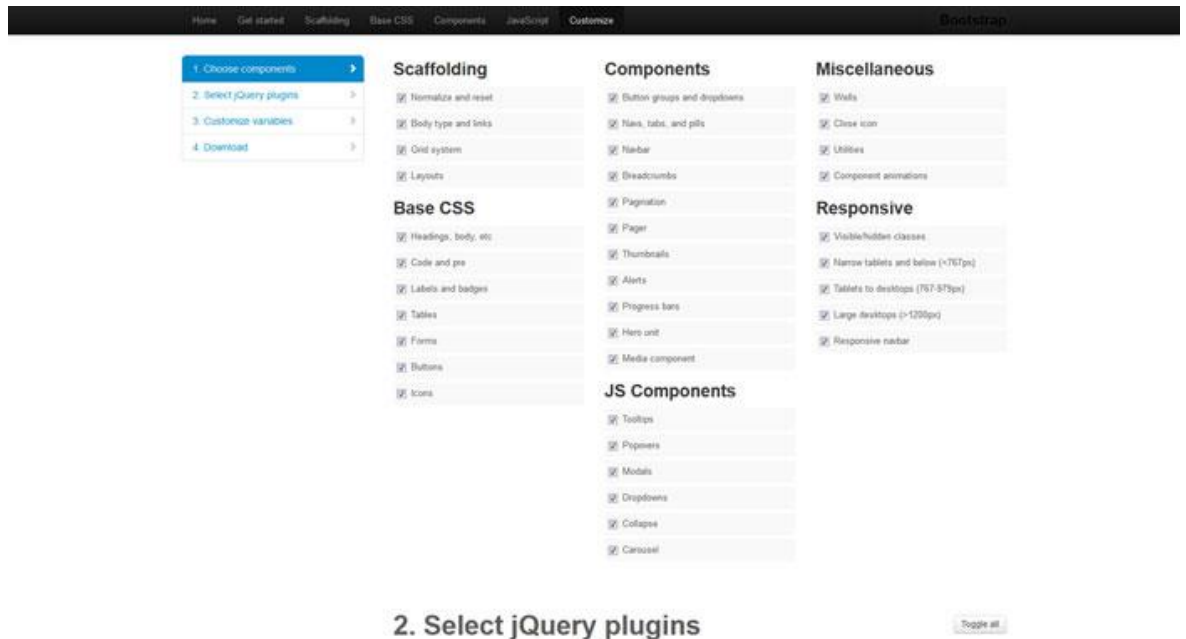 Home Get started Scaffolding Base CSS Components JavaScript Customize Bootstrap
1. Choose components
2. Select jQuery plugins
3. Customize variables
4. Download
Scaffolding
Normalize and reset
Body type and links
Grid system
Layouts
Base CSS
Headings, body, etc
Code and pre
Labels and badges
Tables
Forms
Buttons
Icons
Components
Button groups and dropdowns
Navs, tabs, and pills
Navbar
Breadcrumbs
Pagination
Pager
Thumbnails
Alerts
Progress bars
Hero unit
Media component
JS Components
Tooltips
Popovers
Modals
Dropdowns
Collapse
Carousel
Miscellaneous
Wells
Close icon
Utilities
Component animations
Responsive
Visible/hidden classes
Narrow tablets and below (<767px)
Tablets to desktops (767-979px)
Large desktops (>1200px)
Responsive navbar
2. Select jQuery plugins
Toggle all